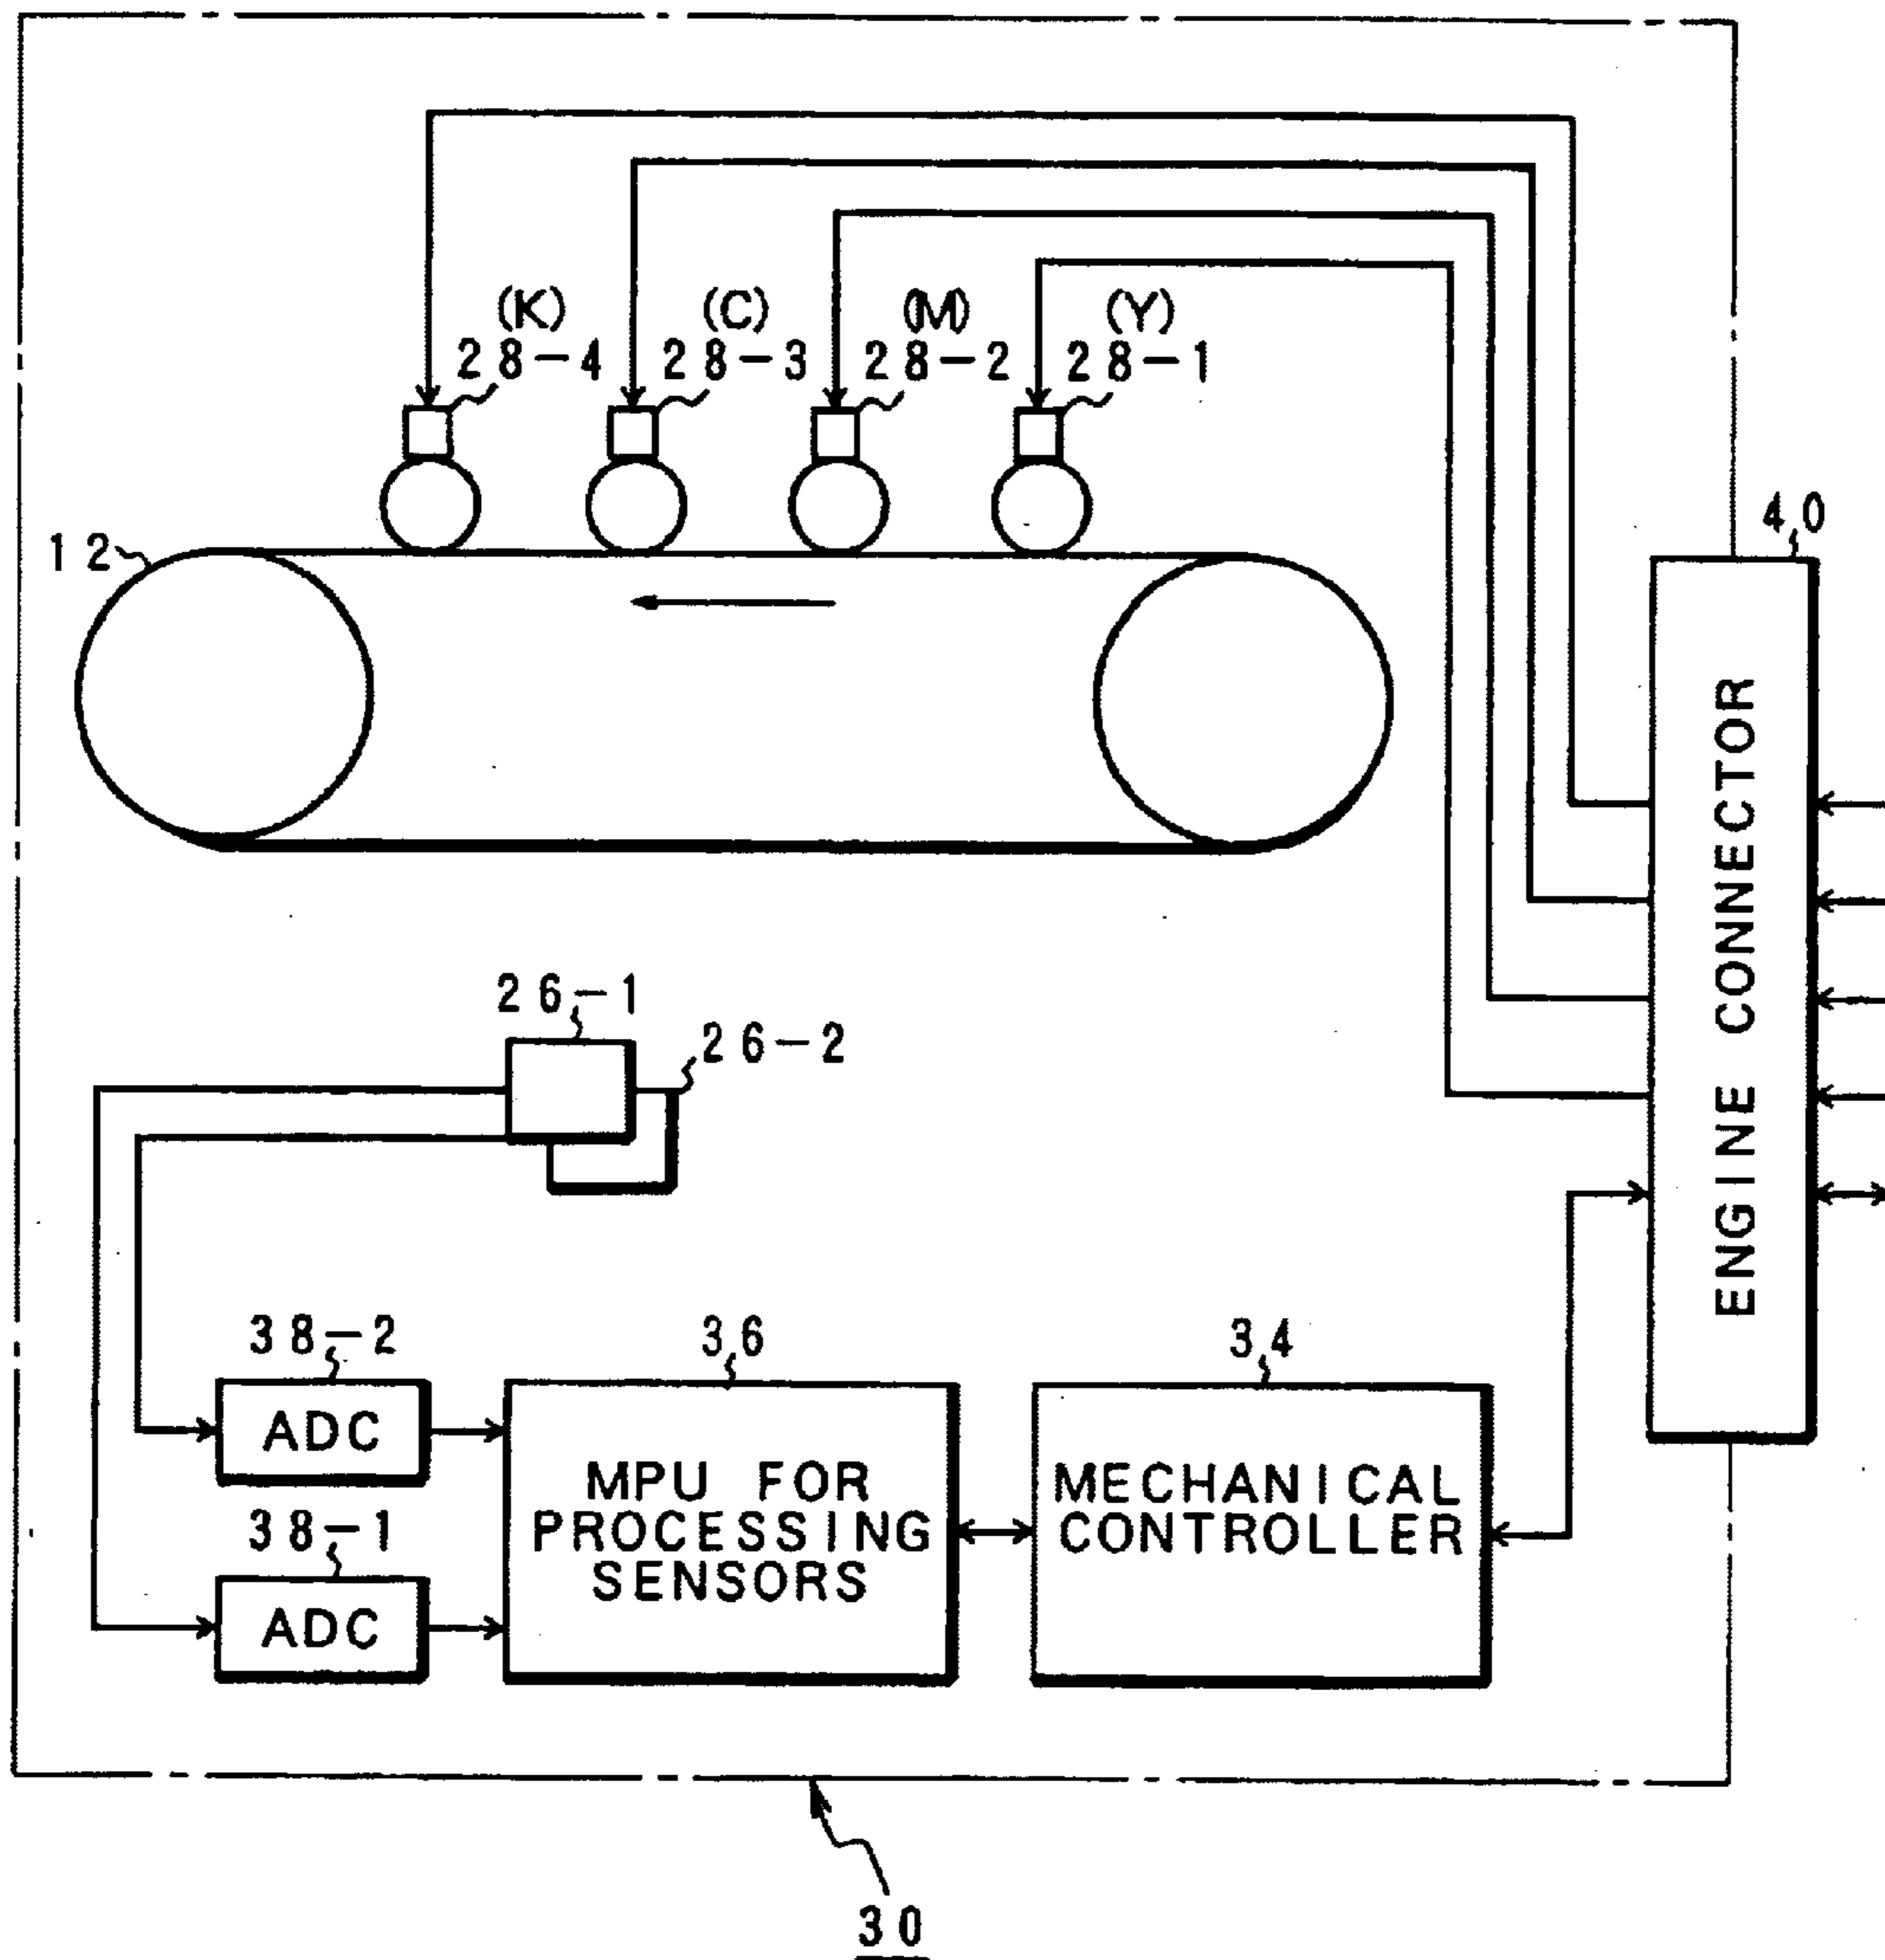 (K) (C) (M) (Y)
28-4 28-3 28-2 28-1
12
40
ENGINE CONNECTOR
26-1
26-2
38-2
36
34
ADC
MPU FOR
PROCESSING
SENSORS
MECHANICAL
CONTROLLER
38-1
ADC
30